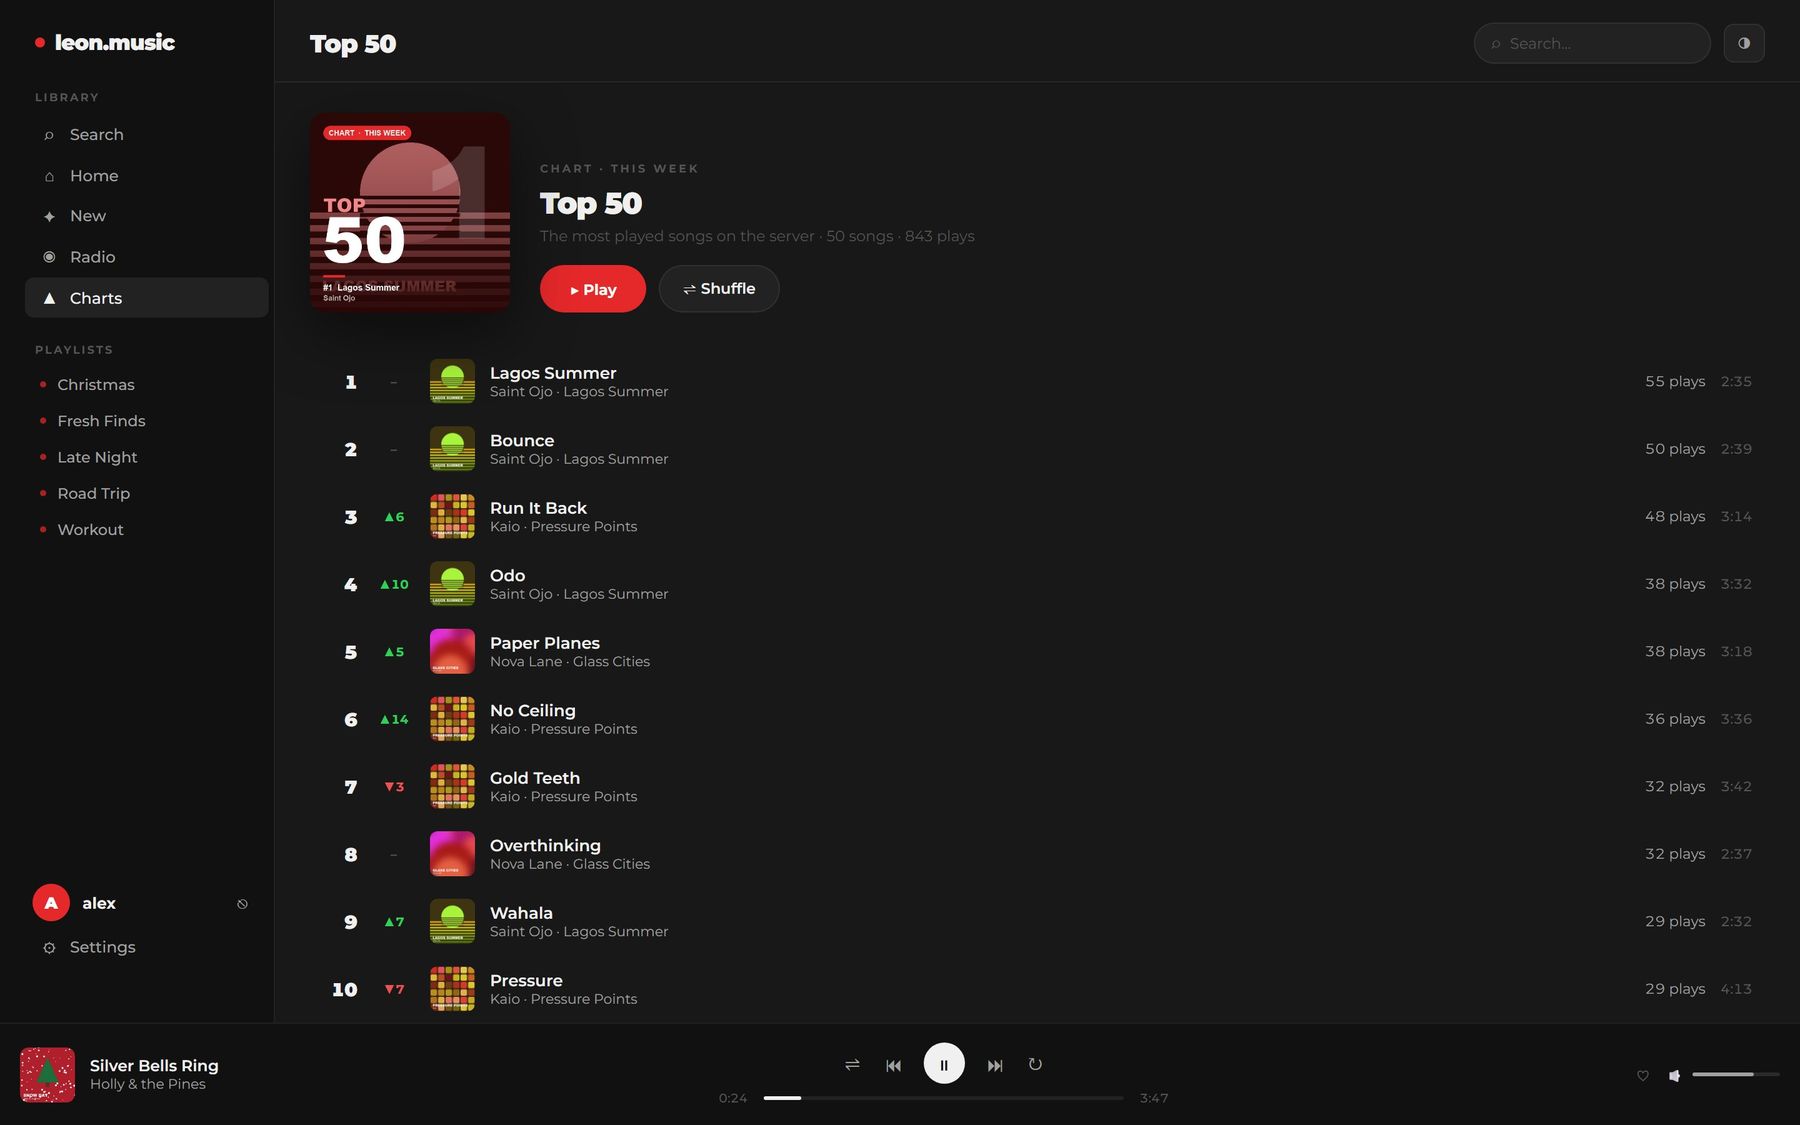 leon.music
LIBRARY
Search
Home
New
Radio
Charts
PLAYLISTS
Christmas
Fresh Finds
Late Night
Road Trip
Workout
A alex
Settings
Top 50
Search...
CHART · THIS WEEK
1
TOP
50
LAGOS SUMMER
#1 Lagos Summer
Saint Ojo
CHART · THIS WEEK
Top 50
The most played songs on the server · 50 songs · 843 plays
▸ Play
⇌ Shuffle
1 – Lagos Summer 55 plays 2:35
Saint Ojo · Lagos Summer
2 – Bounce 50 plays 2:39
Saint Ojo · Lagos Summer
3 ▲6 Run It Back 48 plays 3:14
Kaio · Pressure Points
4 ▲10 Odo 38 plays 3:32
Saint Ojo · Lagos Summer
5 ▲5 Paper Planes 38 plays 3:18
Nova Lane · Glass Cities
6 ▲14 No Ceiling 36 plays 3:36
Kaio · Pressure Points
7 ▼3 Gold Teeth 32 plays 3:42
Kaio · Pressure Points
8 – Overthinking 32 plays 2:37
Nova Lane · Glass Cities
9 ▲7 Wahala 29 plays 2:32
Saint Ojo · Lagos Summer
10 ▼7 Pressure 29 plays 4:13
Kaio · Pressure Points
Silver Bells Ring
Holly & the Pines
0:24 3:47